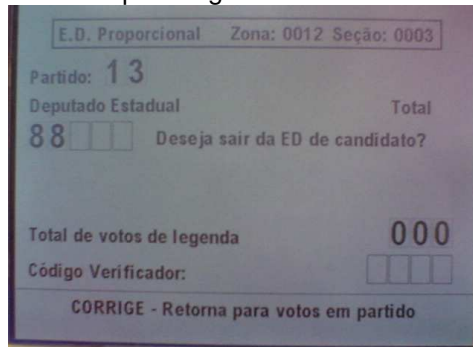 E.D. Proporcional Zona: 0012 Seção: 0003
Partido: 13
Deputado Estadual Total
88 Deseja sair da ED de candidato?
Total de votos de legenda 000
Código Verificador:
CORRIGE - Retorna para votos em partido